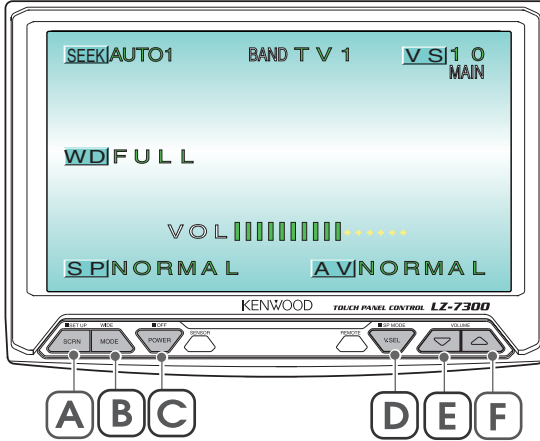 SEEK AUTO1 BAND TV1 VS 10
MAIN
WD FULL
VOL
SP NORMAL AV NORMAL
KENWOOD TOUCH PANEL CONTROL LZ-7300
■SET UP WIDE ■OFF ■SP MODE VOLUME
SCRN MODE POWER SENSOR REMOTE V.SEL
A B C D E F